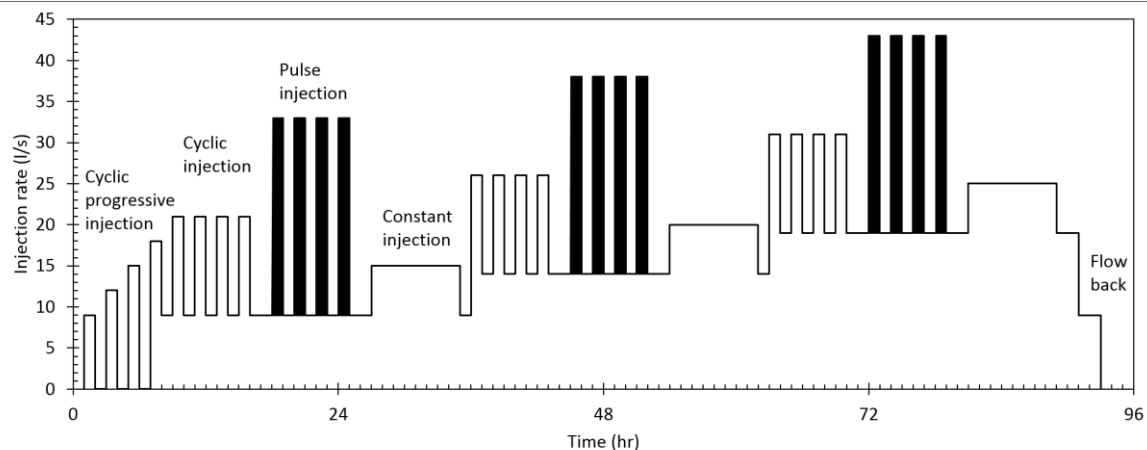 45
40
35
30
25
20
15
10
5
0
Injection rate (l/s)
Cyclic
progressive
injection
Cyclic
injection
Pulse
injection
Constant
injection
Flow
back
0
24
48
72
96
Time (hr)